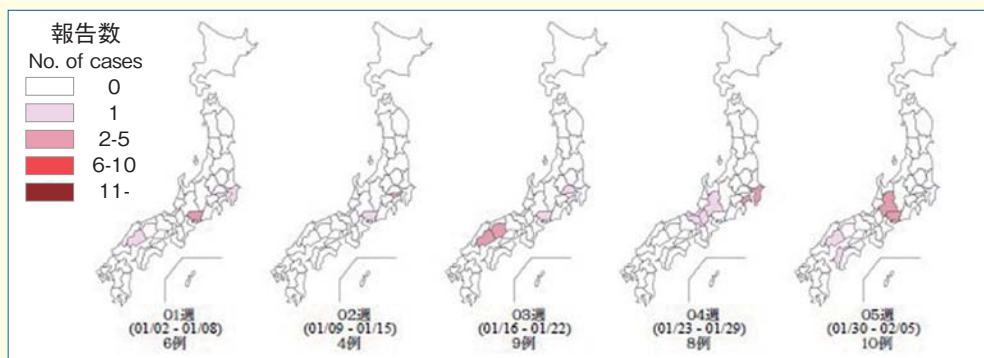 報告数
No. of cases
0
1
2-5
6-10
11-
01週
(01/02 - 01/08)
6例
02週
(01/09 - 01/15)
4例
03週
(01/16 - 01/22)
9例
04週
(01/23 - 01/29)
8例
05週
(01/30 - 02/05)
10例